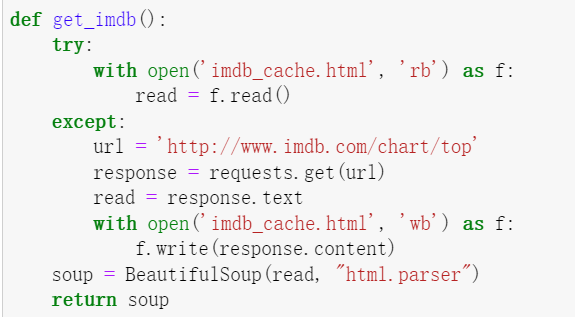 def get_imdb():
    try:
        with open('imdb_cache.html', 'rb') as f:
            read = f.read()
    except:
        url = 'http://www.imdb.com/chart/top'
        response = requests.get(url)
        read = response.text
        with open('imdb_cache.html', 'wb') as f:
            f.write(response.content)
    soup = BeautifulSoup(read, "html.parser")
    return soup